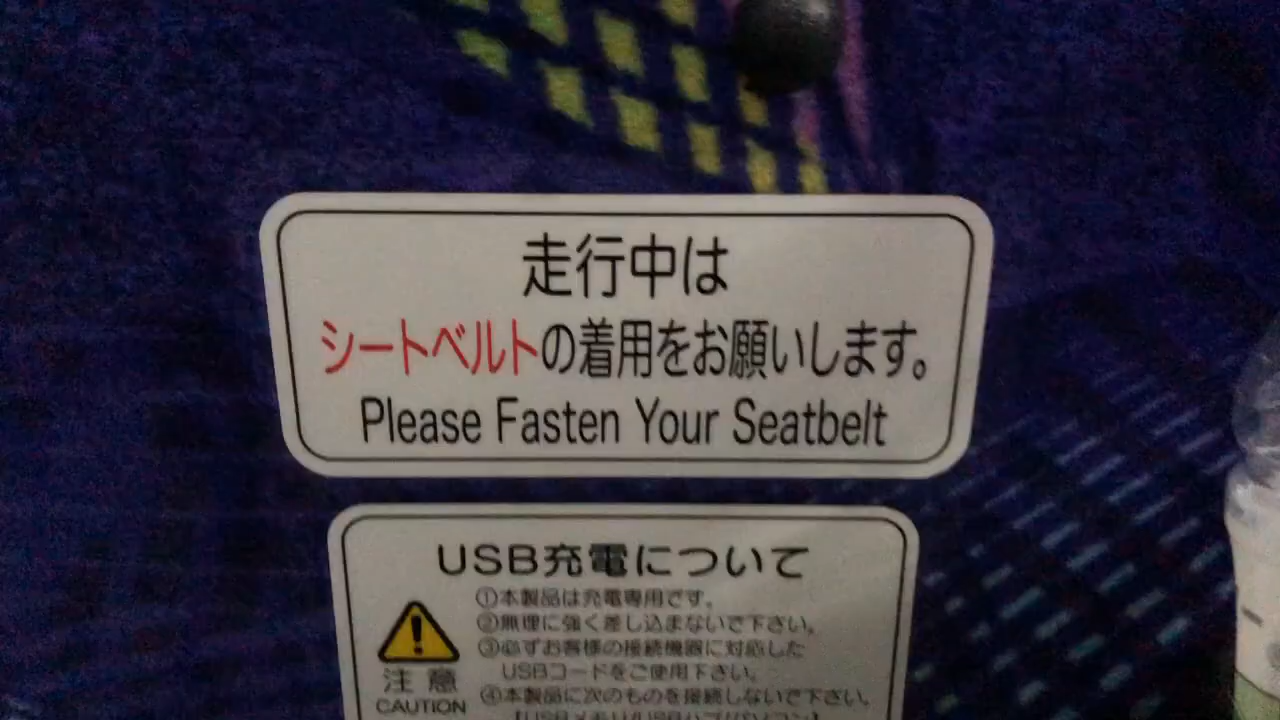 走行中は
シートベルトの着用をお願いします。
Please Fasten Your Seatbelt
USB充電について
①本製品は充電専用です。
②無理に強く差し込まないで下さい。
③必ずお客様の接続機器に対応した
USBコードをご使用下さい。
注意
④本製品に次のものを接続しないで下さい。
CAUTION